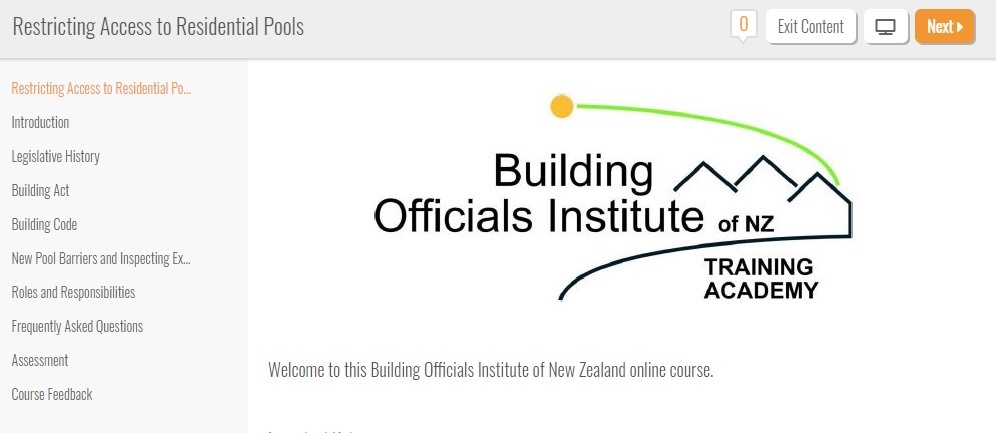 Restricting Access to Residential Pools
0
Exit Content
Next
Restricting Access to Residential Po...
Introduction
Legislative History
Building Act
Building Code
New Pool Barriers and Inspecting Ex...
Roles and Responsibilities
Frequently Asked Questions
Assessment
Course Feedback
Building
Officials Institute of NZ
TRAINING
ACADEMY
Welcome to this Building Officials Institute of New Zealand online course.